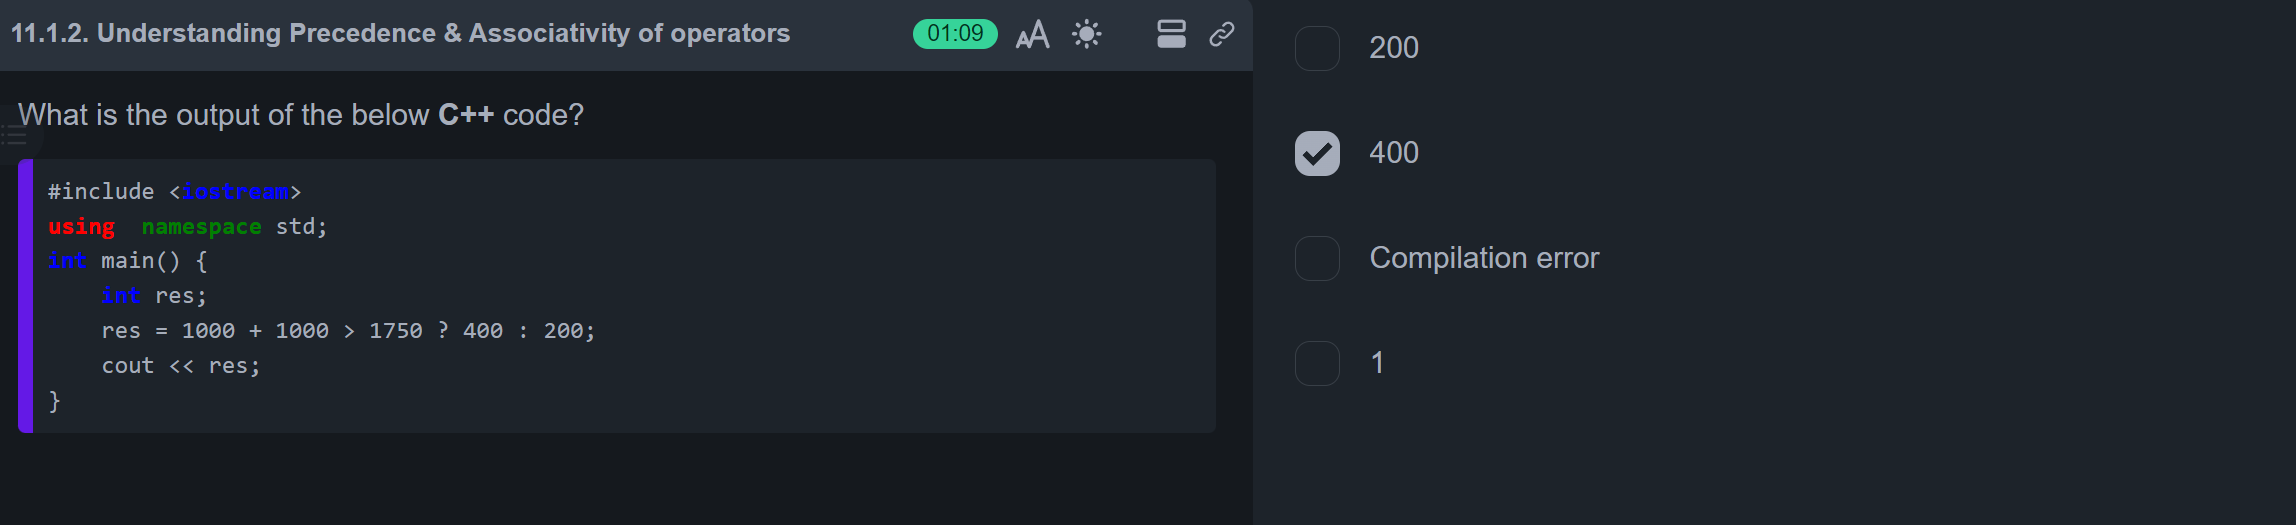 11.1.2. Understanding Precedence & Associativity of operators
01:09
What is the output of the below C++ code?
#include <iostream>
using  namespace std;
int main() {
    int res;
    res = 1000 + 1000 > 1750 ? 400 : 200;
    cout << res;
}
200
400
Compilation error
1